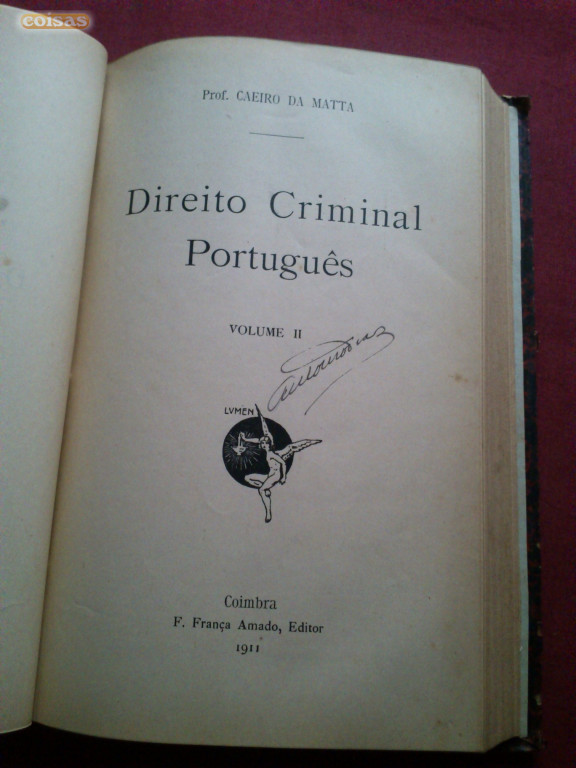 coisas
Prof. CAEIRO DA MATTA
Direito Criminal
Português
VOLUME II
LVMEN
Coimbra
F. França Amado, Editor
1911